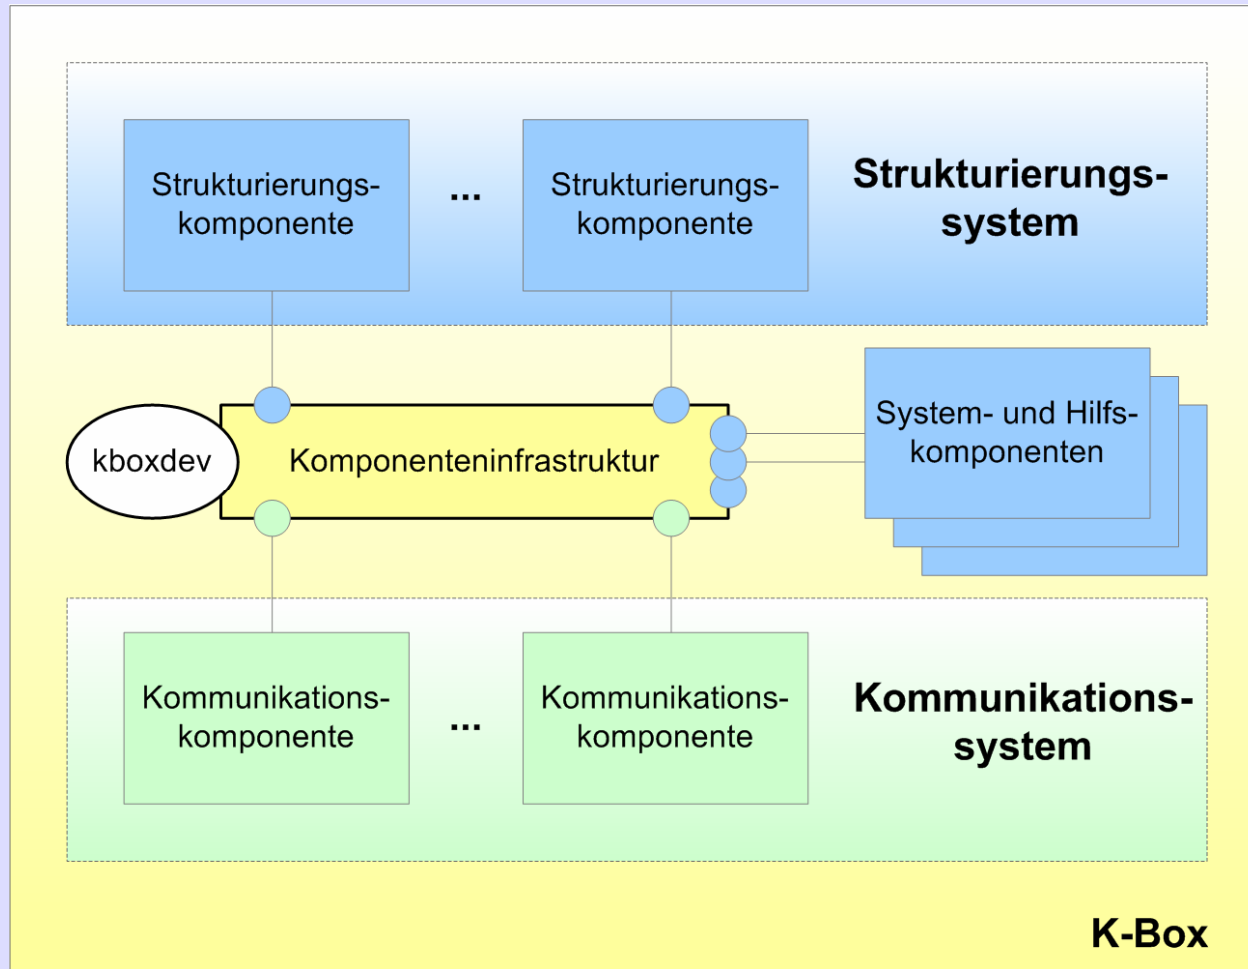 Strukturierungs-
komponente
...
Strukturierungs-
komponente
Strukturierungs-
system
kboxdev
Komponenteninfrastruktur
System- und Hilfs-
komponenten
Kommunikations-
komponente
...
Kommunikations-
komponente
Kommunikations-
system
K-Box